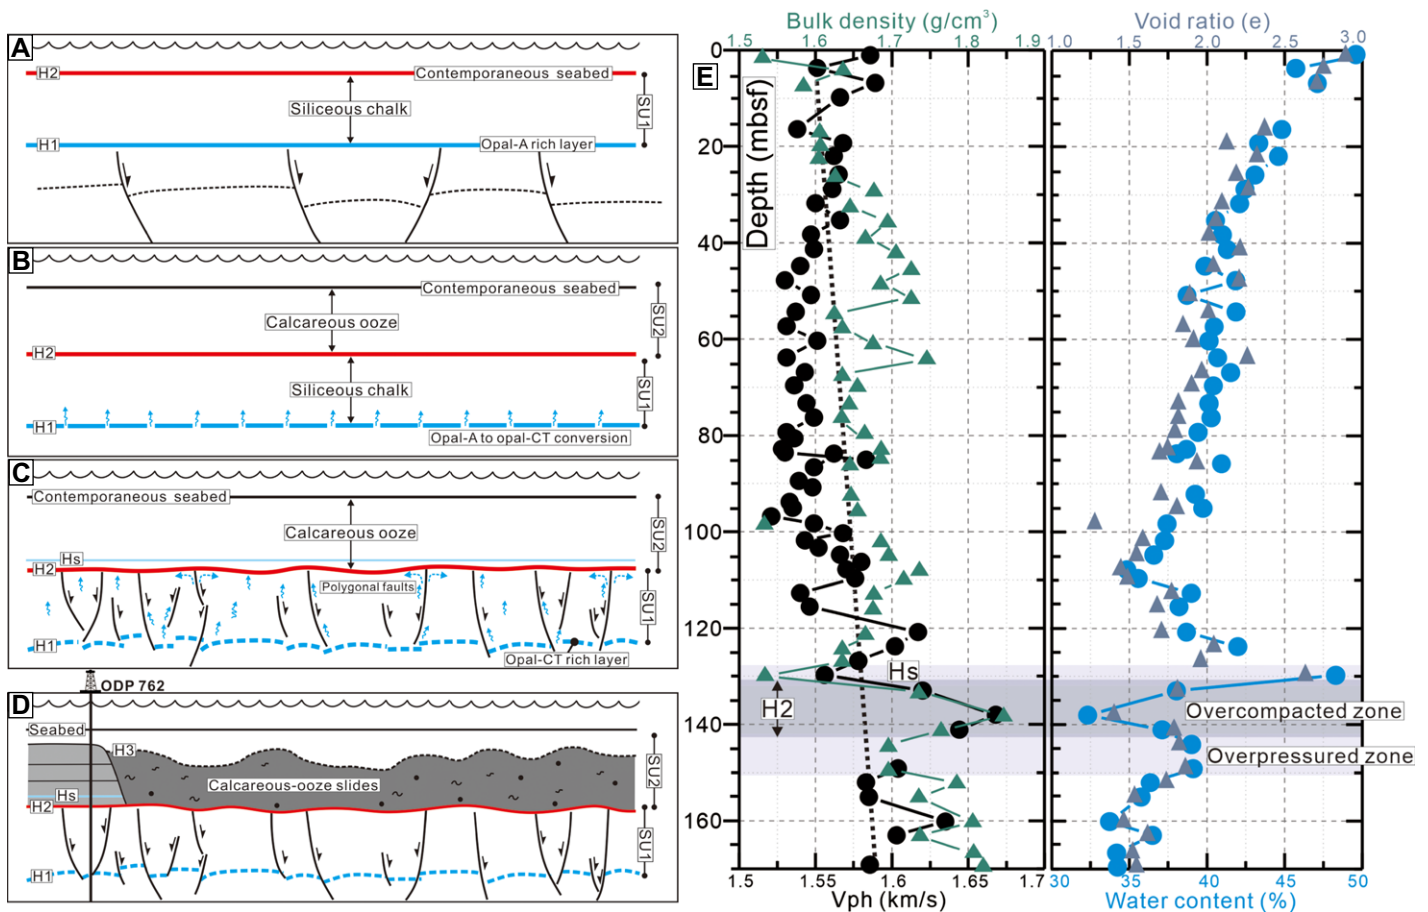 A
H2
Contemporaneous seabed
Siliceous chalk
SU1
H1
Opal-A rich layer
B
Contemporaneous seabed
SU2
Calcareous ooze
H2
Siliceous chalk
SU1
H1
Opal-A to opal-CT conversion
C
Contemporaneous seabed
SU2
Calcareous ooze
Hs
H2
Polygonal faults
SU1
H1
Opal-CT rich layer
ODP 762
D
Seabed
H3
SU2
Calcareous-ooze slides
Hs
H2
SU1
H1
Bulk density (g/cm³)
1.5 1.6 1.7 1.8 1.9
Void ratio (e)
1.0 1.5 2.0 2.5 3.0
E
Depth (mbsf)
0
20
40
60
80
100
120
140
160
Hs
H2
Overcompacted zone
Overpressured zone
1.5 1.55 1.6 1.65 1.7
Vph (km/s)
30 35 40 45 50
Water content (%)